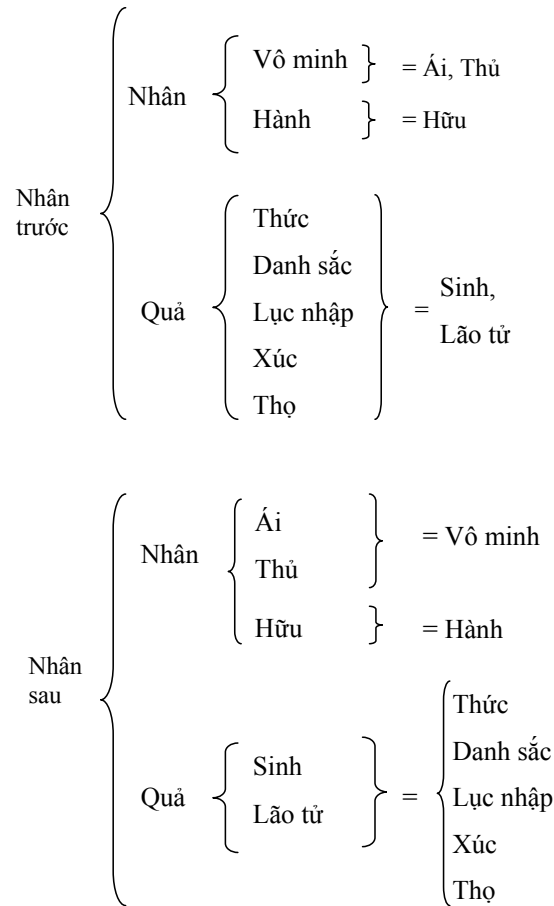 Vô minh = Ái, Thủ
Nhân
Hành = Hữu
Nhân
trước
Thức
Danh sắc
Quả Lục nhập = Sinh,
Lão tử
Xúc
Thọ
Ái
Nhân = Vô minh
Thủ
Hữu = Hành
Nhân
sau
Thức
Sinh Danh sắc
Quả = Lục nhập
Lão tử
Xúc
Thọ